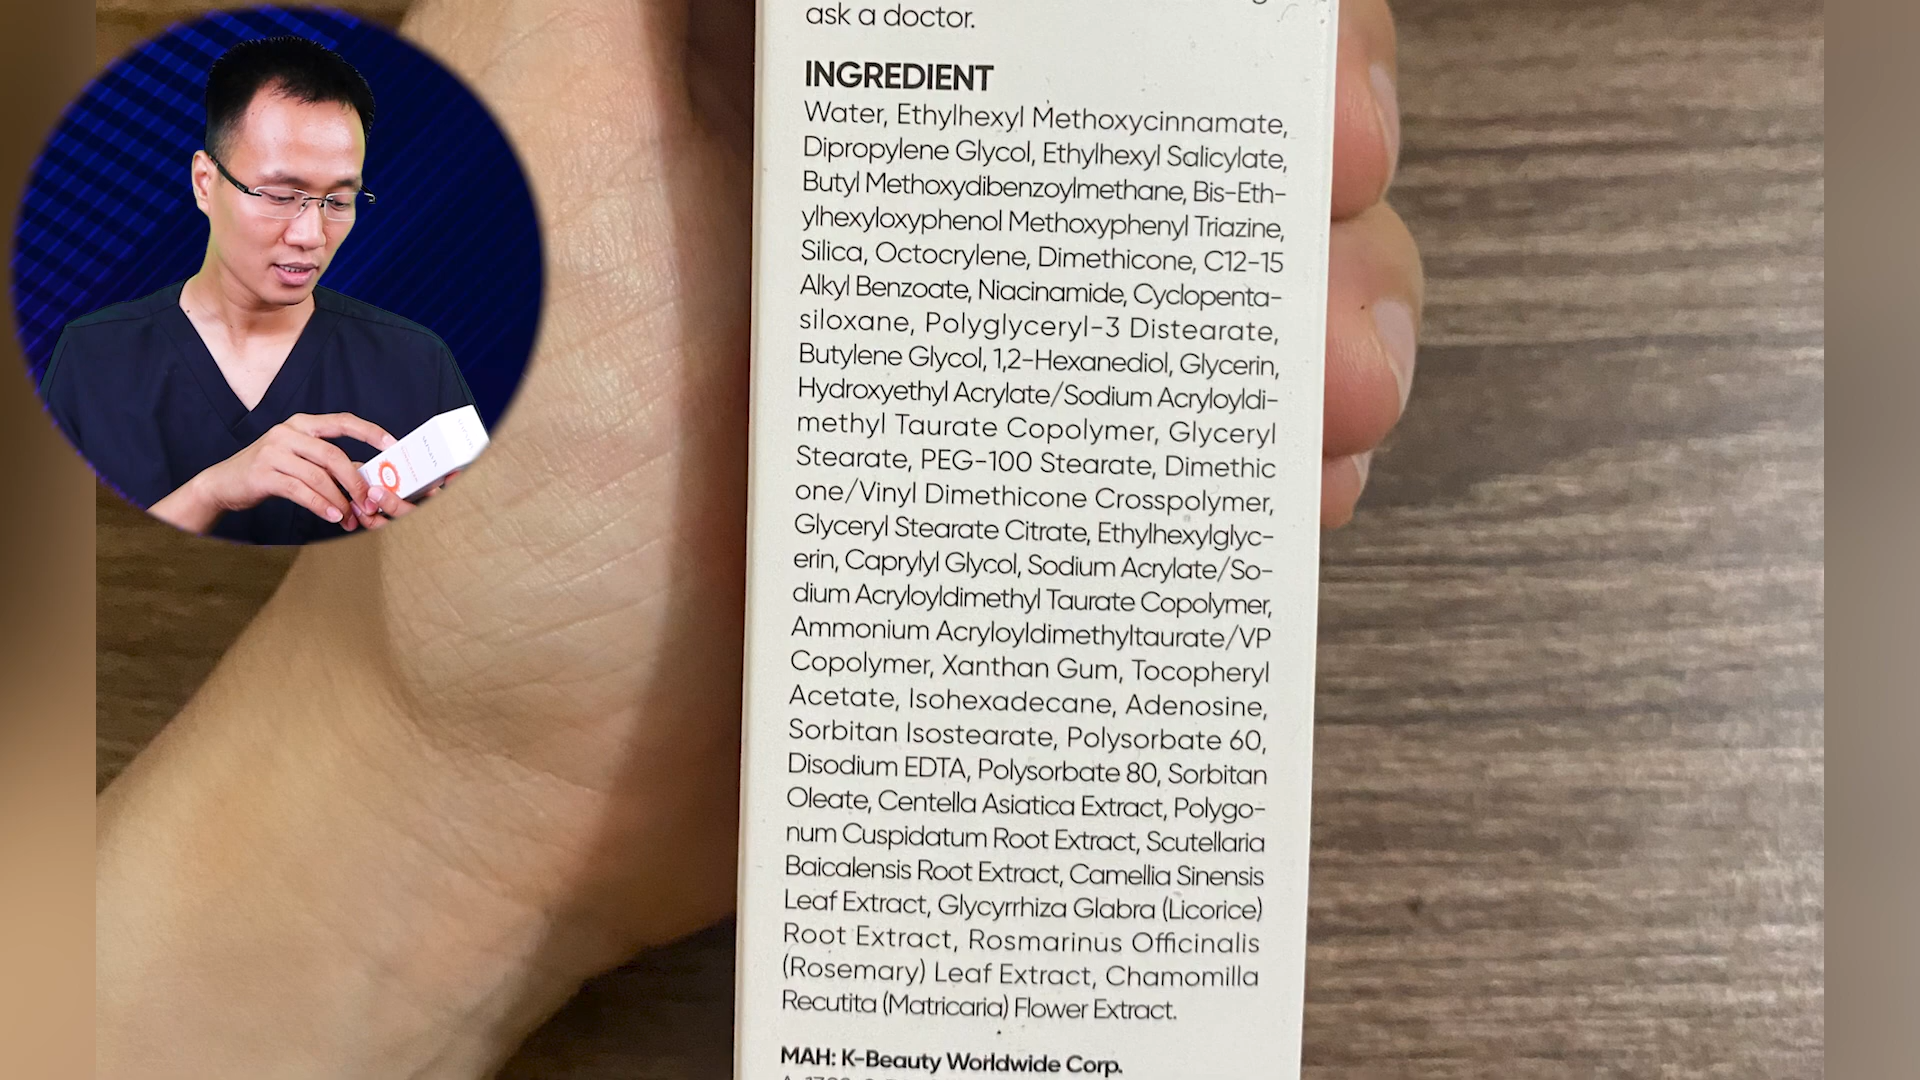 ask a doctor.
INGREDIENT
Water, Ethylhexyl Methoxycinnamate,
Dipropylene Glycol, Ethylhexyl Salicylate,
Butyl Methoxydibenzoylmethane, Bis-Eth-
ylhexyloxyphenol Methoxyphenyl Triazine,
Silica, Octocrylene, Dimethicone, C12-15
Alkyl Benzoate, Niacinamide, Cyclopenta-
siloxane, Polyglyceryl-3 Distearate,
Butylene Glycol, 1,2-Hexanediol, Glycerin,
Hydroxyethyl Acrylate/Sodium Acryloyldi-
methyl Taurate Copolymer, Glyceryl
Stearate, PEG-100 Stearate, Dimethic
one/Vinyl Dimethicone Crosspolymer,
Glyceryl Stearate Citrate, Ethylhexylglyc-
erin, Caprylyl Glycol, Sodium Acrylate/So-
dium Acryloyldimethyl Taurate Copolymer,
Ammonium Acryloyldimethyltaurate/VP
Copolymer, Xanthan Gum, Tocopheryl
Acetate, Isohexadecane, Adenosine,
Sorbitan Isostearate, Polysorbate 60,
Disodium EDTA, Polysorbate 80, Sorbitan
Oleate, Centella Asiatica Extract, Polygo-
num Cuspidatum Root Extract, Scutellaria
Baicalensis Root Extract, Camellia Sinensis
Leaf Extract, Glycyrrhiza Glabra (Licorice)
Root Extract, Rosmarinus Officinalis
(Rosemary) Leaf Extract, Chamomilla
Recutita (Matricaria) Flower Extract.
MAH: K-Beauty Worldwide Corp.